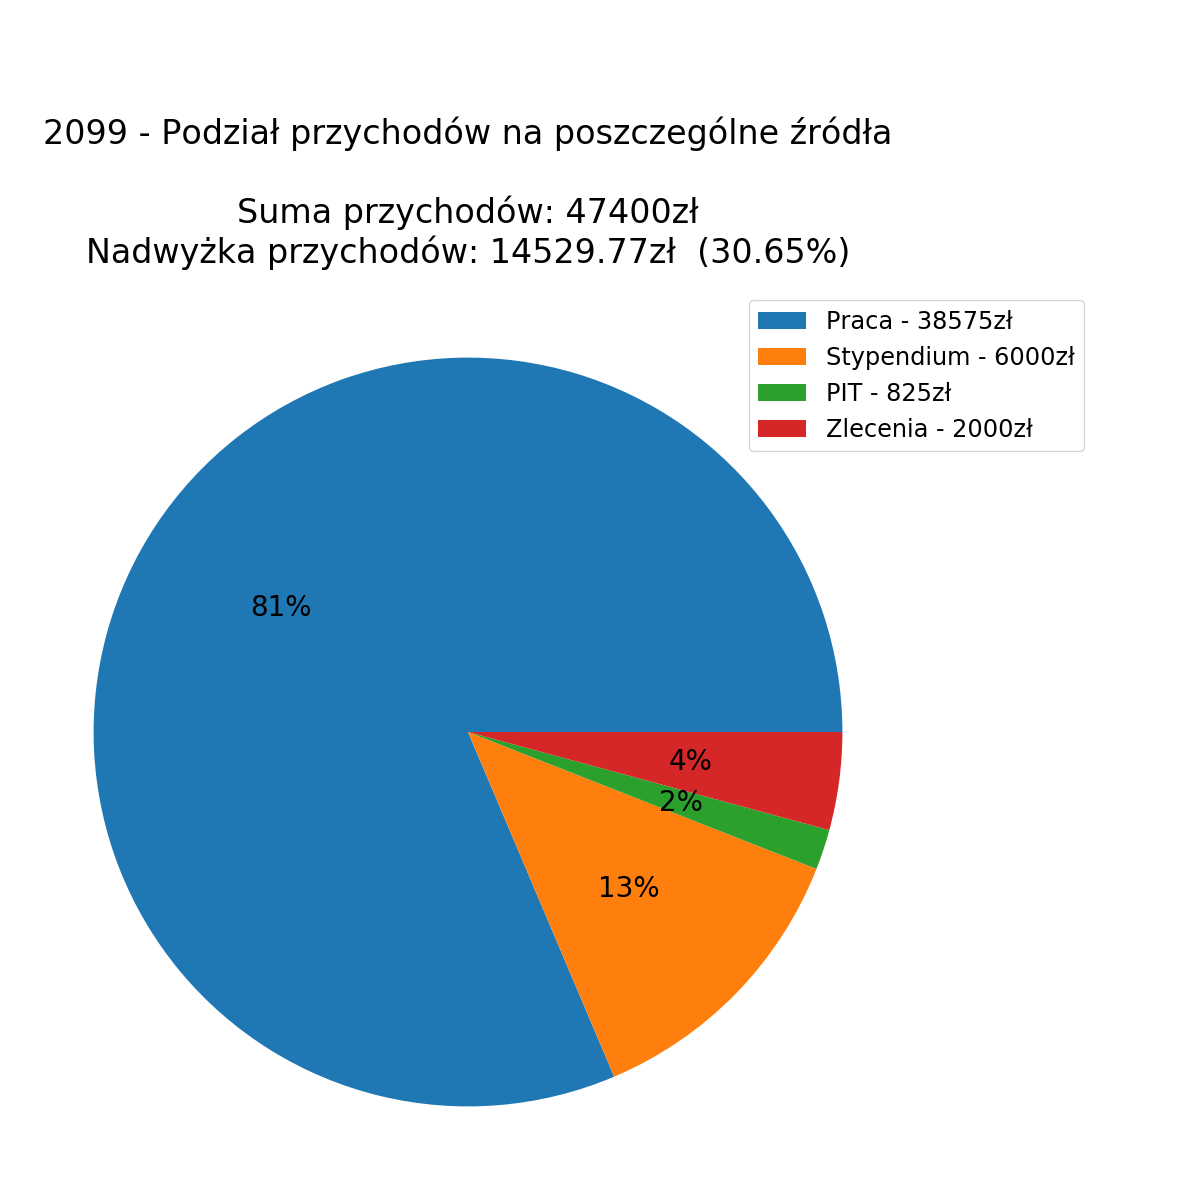 2099 - Podział przychodów na poszczególne źródła
Suma przychodów: 47400zł
Nadwyżka przychodów: 14529.77zł (30.65%)
Praca - 38575zł
Stypendium - 6000zł
PIT - 825zł
Zlecenia - 2000zł
81%
4%
2%
13%